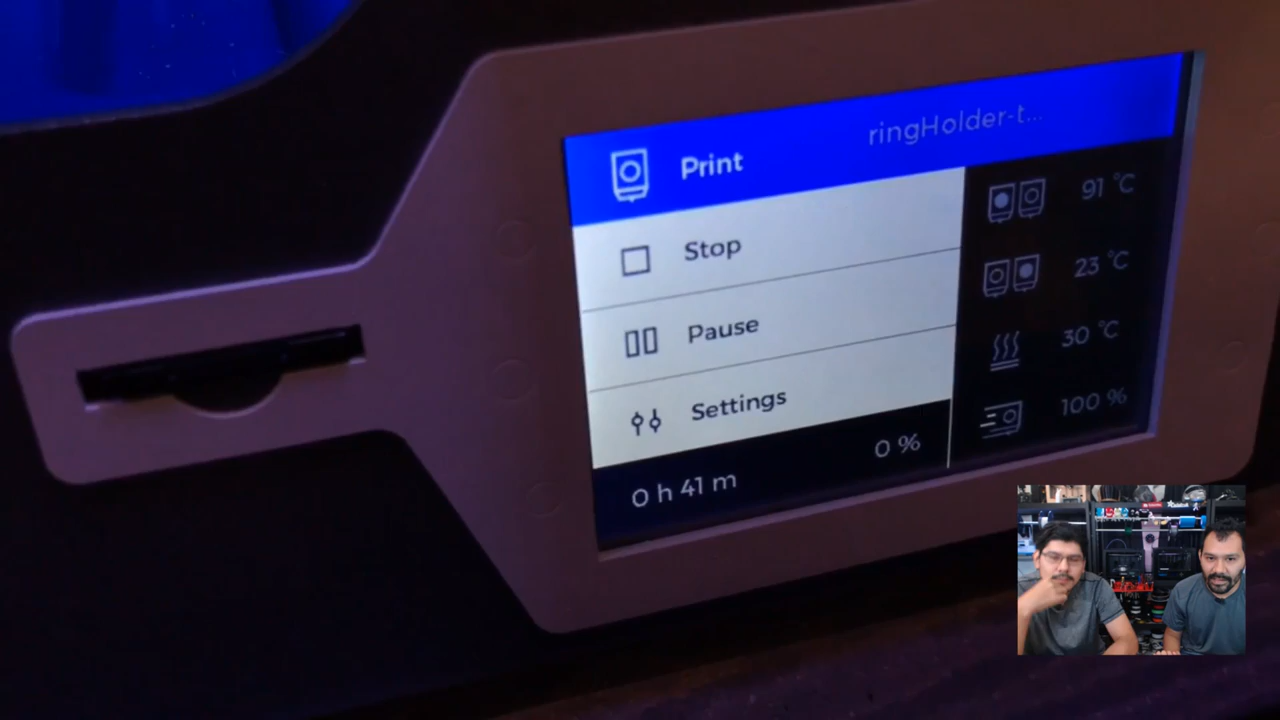 Print
ringHolder-t...
Stop
Pause
Settings
0 h 41 m
0 %
91 °C
23 °C
30 °C
100 %